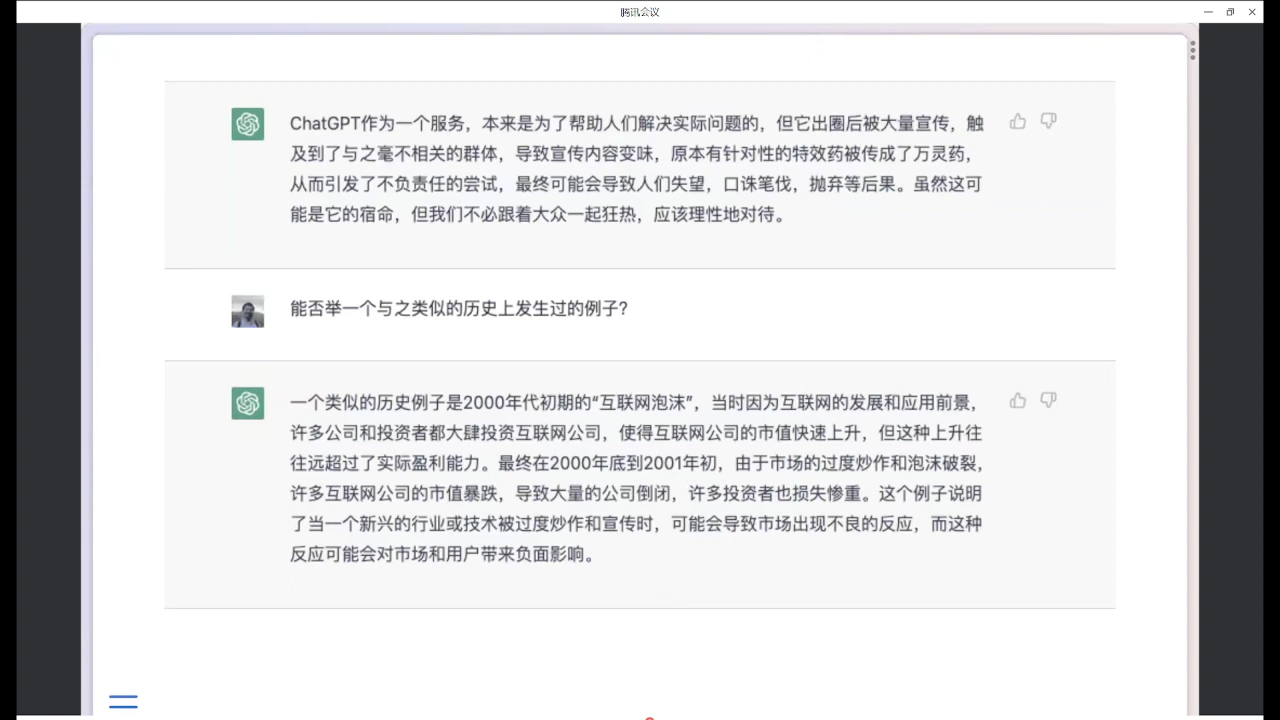 腾讯会议
ChatGPT作为一个服务，本来是为了帮助人们解决实际问题的，但它出圈后被大量宣传，触
及到了与之毫不相关的群体，导致宣传内容变味，原本有针对性的特效药被传成了万灵药，
从而引发了不负责任的尝试，最终可能会导致人们失望，口诛笔伐，抛弃等后果。虽然这可
能是它的宿命，但我们不必跟着大众一起狂热，应该理性地对待。
能否举一个与之类似的历史上发生过的例子?
一个类似的历史例子是2000年代初期的“互联网泡沫”，当时因为互联网的发展和应用前景，
许多公司和投资者都大肆投资互联网公司，使得互联网公司的市值快速上升，但这种上升往
往远超过了实际盈利能力。最终在2000年底到2001年初，由于市场的过度炒作和泡沫破裂，
许多互联网公司的市值暴跌，导致大量的公司倒闭，许多投资者也损失惨重。这个例子说明
了当一个新兴的行业或技术被过度炒作和宣传时，可能会导致市场出现不良的反应，而这种
反应可能会对市场和用户带来负面影响。